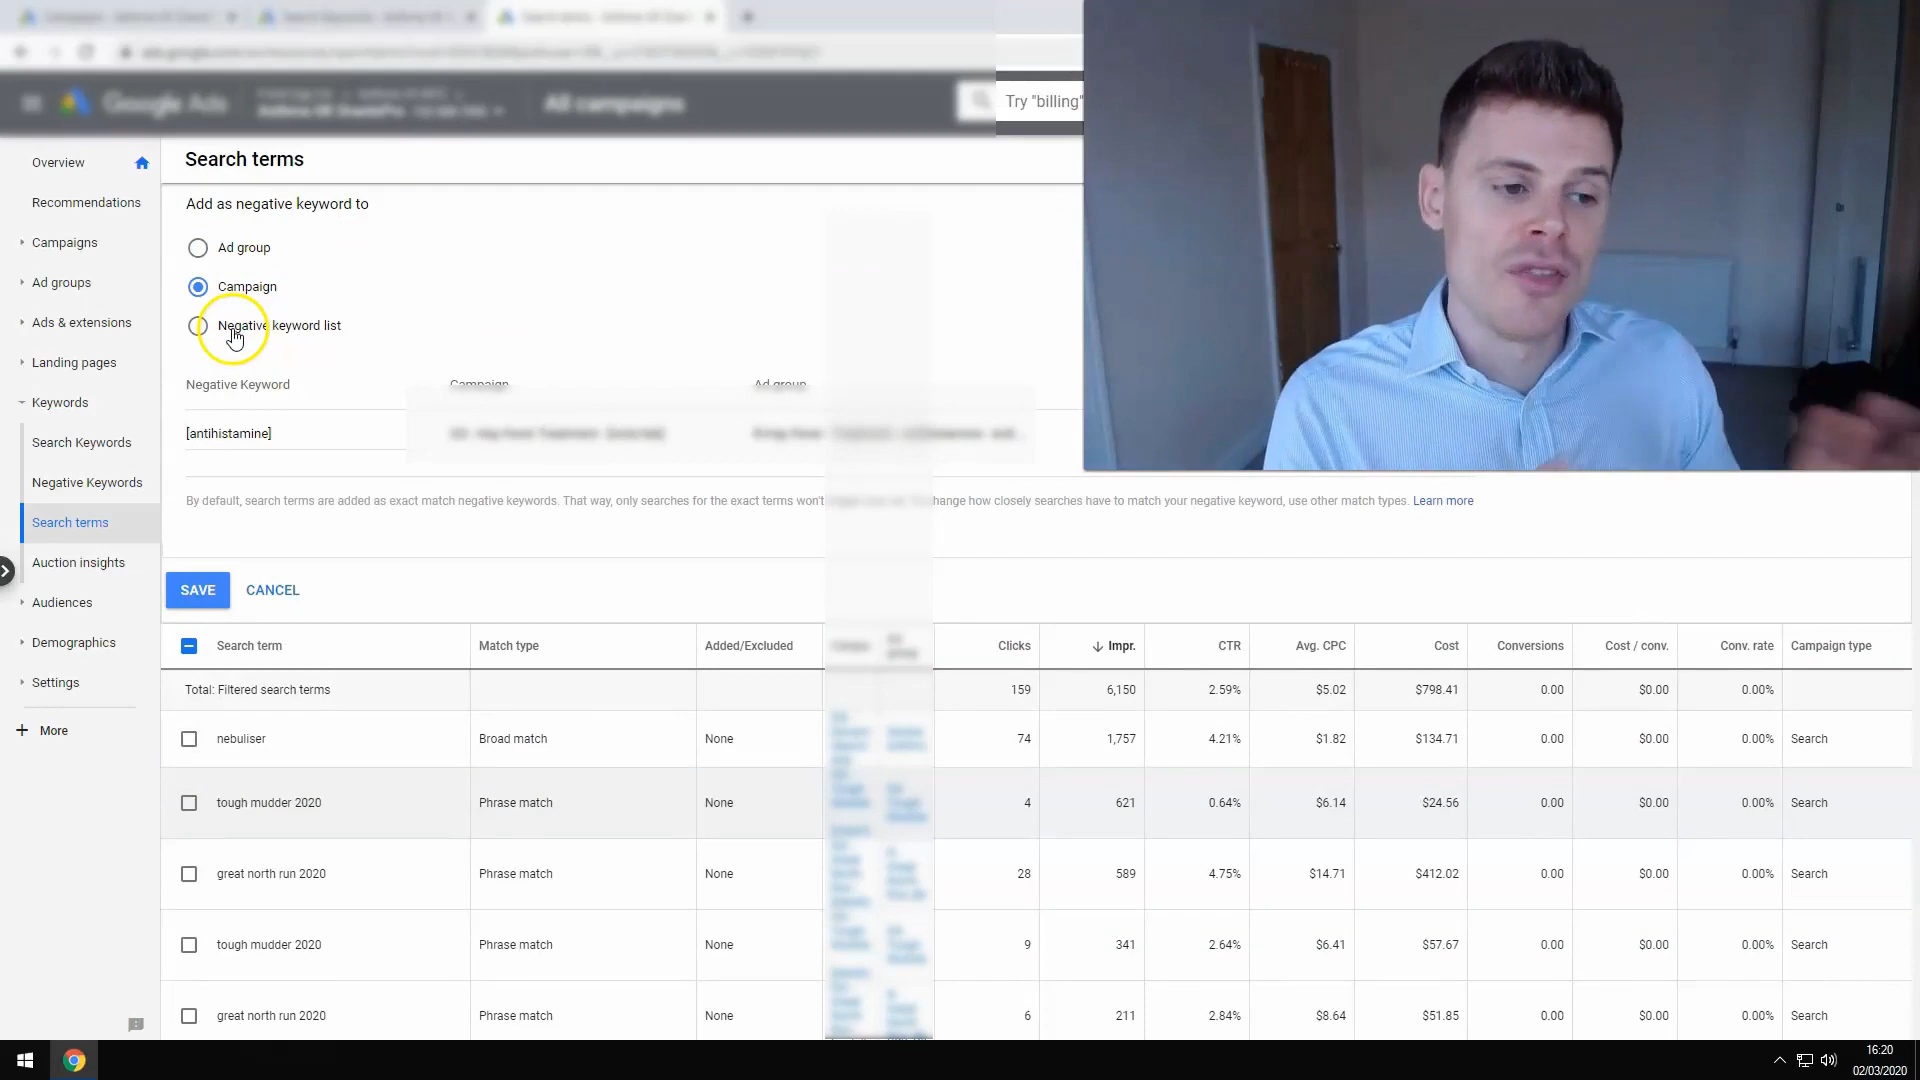 Google Ads
All campaigns
Try "billing"
Overview
Recommendations
Campaigns
Ad groups
Ads & extensions
Landing pages
Keywords
Search Keywords
Negative Keywords
Search terms
Auction insights
Audiences
Demographics
Settings
More
Search terms
Add as negative keyword to
Ad group
Campaign
Negative keyword list
Negative Keyword Campaign Ad group
[antihistamine]
By default, search terms are added as exact match negative keywords. That way, only searches for the exact terms won't change how closely searches have to match your negative keyword, use other match types. Learn more
SAVE CANCEL
Search term Match type Added/Excluded Clicks Impr. CTR Avg. CPC Cost Conversions Cost / conv. Conv. rate Campaign type
Total: Filtered search terms 159 6,150 2.59% $5.02 $798.41 0.00 $0.00 0.00%
nebuliser Broad match None 74 1,757 4.21% $1.82 $134.71 0.00 $0.00 0.00% Search
tough mudder 2020 Phrase match None 4 621 0.64% $6.14 $24.56 0.00 $0.00 0.00% Search
great north run 2020 Phrase match None 28 589 4.75% $14.71 $412.02 0.00 $0.00 0.00% Search
tough mudder 2020 Phrase match None 9 341 2.64% $6.41 $57.67 0.00 $0.00 0.00% Search
great north run 2020 Phrase match None 6 211 2.84% $8.64 $51.85 0.00 $0.00 0.00% Search
16:20
02/03/2020